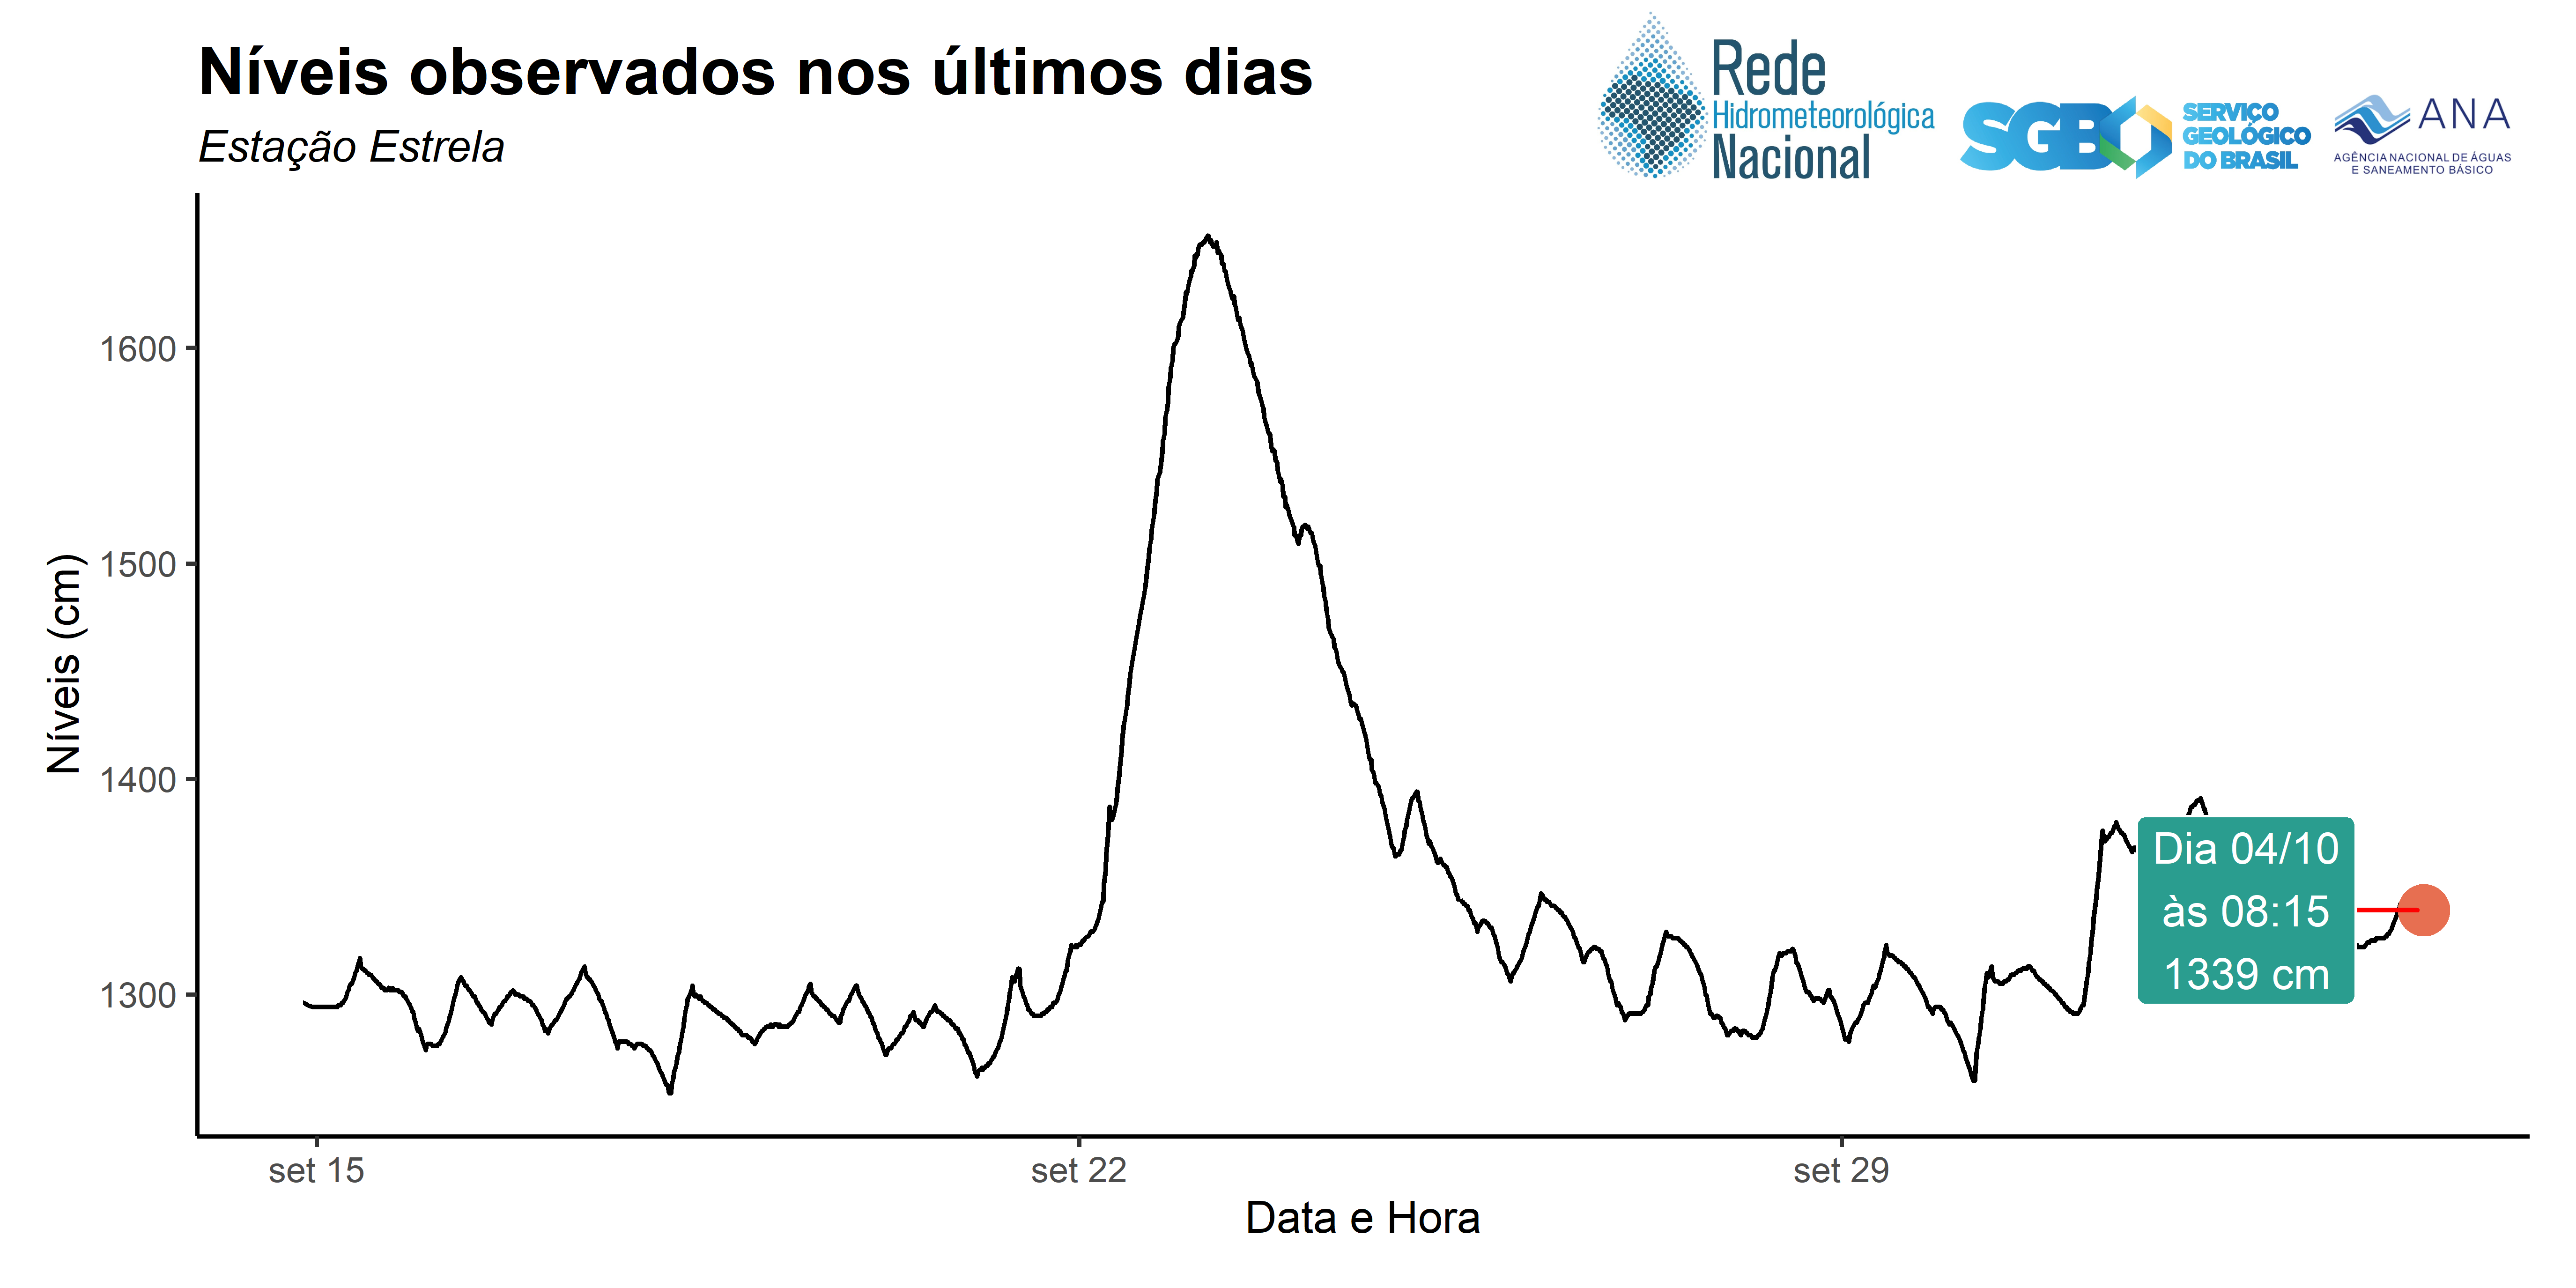 Níveis observados nos últimos dias
Estação Estrela
Rede
Hidrometeorológica
Nacional
SGB
SERVIÇO
GEOLÓGICO
DO BRASIL
ANA
AGÊNCIA NACIONAL DE ÁGUAS
E SANEAMENTO BÁSICO
Níveis (cm)
1600
1500
1400
1300
Dia 04/10
às 08:15
1339 cm
set 15
set 22
set 29
Data e Hora